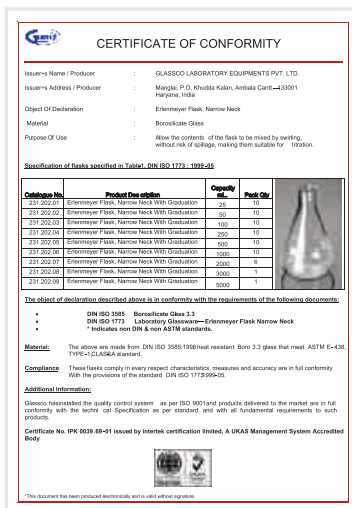 CERTIFICATE OF CONFORMITY
Issuer+s Name / Producer : GLASSCO LABORATORY EQUIPMENTS PVT. LTD.
Issuer+s Address / Producer : Manglai, P.O. Khudda Kalan, Ambala Cantt—133001
Haryana, India
Object Of Declaration : Erlenmeyer Flask, Narrow Neck
Material : Borosilicate Glass
Purpose Of Use : Allow the contents of the flask to be mixed by swirling,
without risk of spillage, making them suitable for titration.
Specification of flasks specified in Table1. DIN ISO 1773 : 1999 -05
Catalogue No. Product Des cription Capacity mL. Pack Qty
231.202.01 Erlenmeyer Flask, Narrow Neck With Graduation 25 10
231.202.02 Erlenmeyer Flask, Narrow Neck With Graduation 50 10
231.202.03 Erlenmeyer Flask, Narrow Neck With Graduation 100 10
231.202.04 Erlenmeyer Flask, Narrow Neck With Graduation 250 10
231.202.05 Erlenmeyer Flask, Narrow Neck With Graduation 500 10
231.202.06 Erlenmeyer Flask, Narrow Neck With Graduation 1000 10
231.202.07 Erlenmeyer Flask, Narrow Neck With Graduation 2000 6
231.202.08 Erlenmeyer Flask, Narrow Neck With Graduation 3000 1
231.202.09 Erlenmeyer Flask, Narrow Neck With Graduation 5000 1
The object of declaration described above is in conformity with the requirements of the following documents:
• DIN ISO 3585 Borosilicate Glass 3.3
• DIN ISO 1773 Laboratory Glassware—Erlenmeyer Flask Narrow Neck
• * Indicates non DIN & non ASTM standards.
Material: The above are made from DIN ISO 3585:1998 heat resistant Boro 3.3 glass that meet ASTM E-438,
TYPE-1,CLASS A standard.
Compliance These flasks comply in every respect characteristics, measures and accuracy are in full conformity
With the provisions of the standard DIN ISO 1773:1999-05.
Additional Information:
Glassco hasinstalled the quality control system as per ISO 9001and products delivered to the market are in full
conformity with the techni cal Specification as per standard and with all fundamental requirements to such
products.
Certificate No. IPK 0039.69-01 issued by intertek certification limited, A UKAS Management System Accredited
Body
*This document has been produced electronically and is valid without signature.